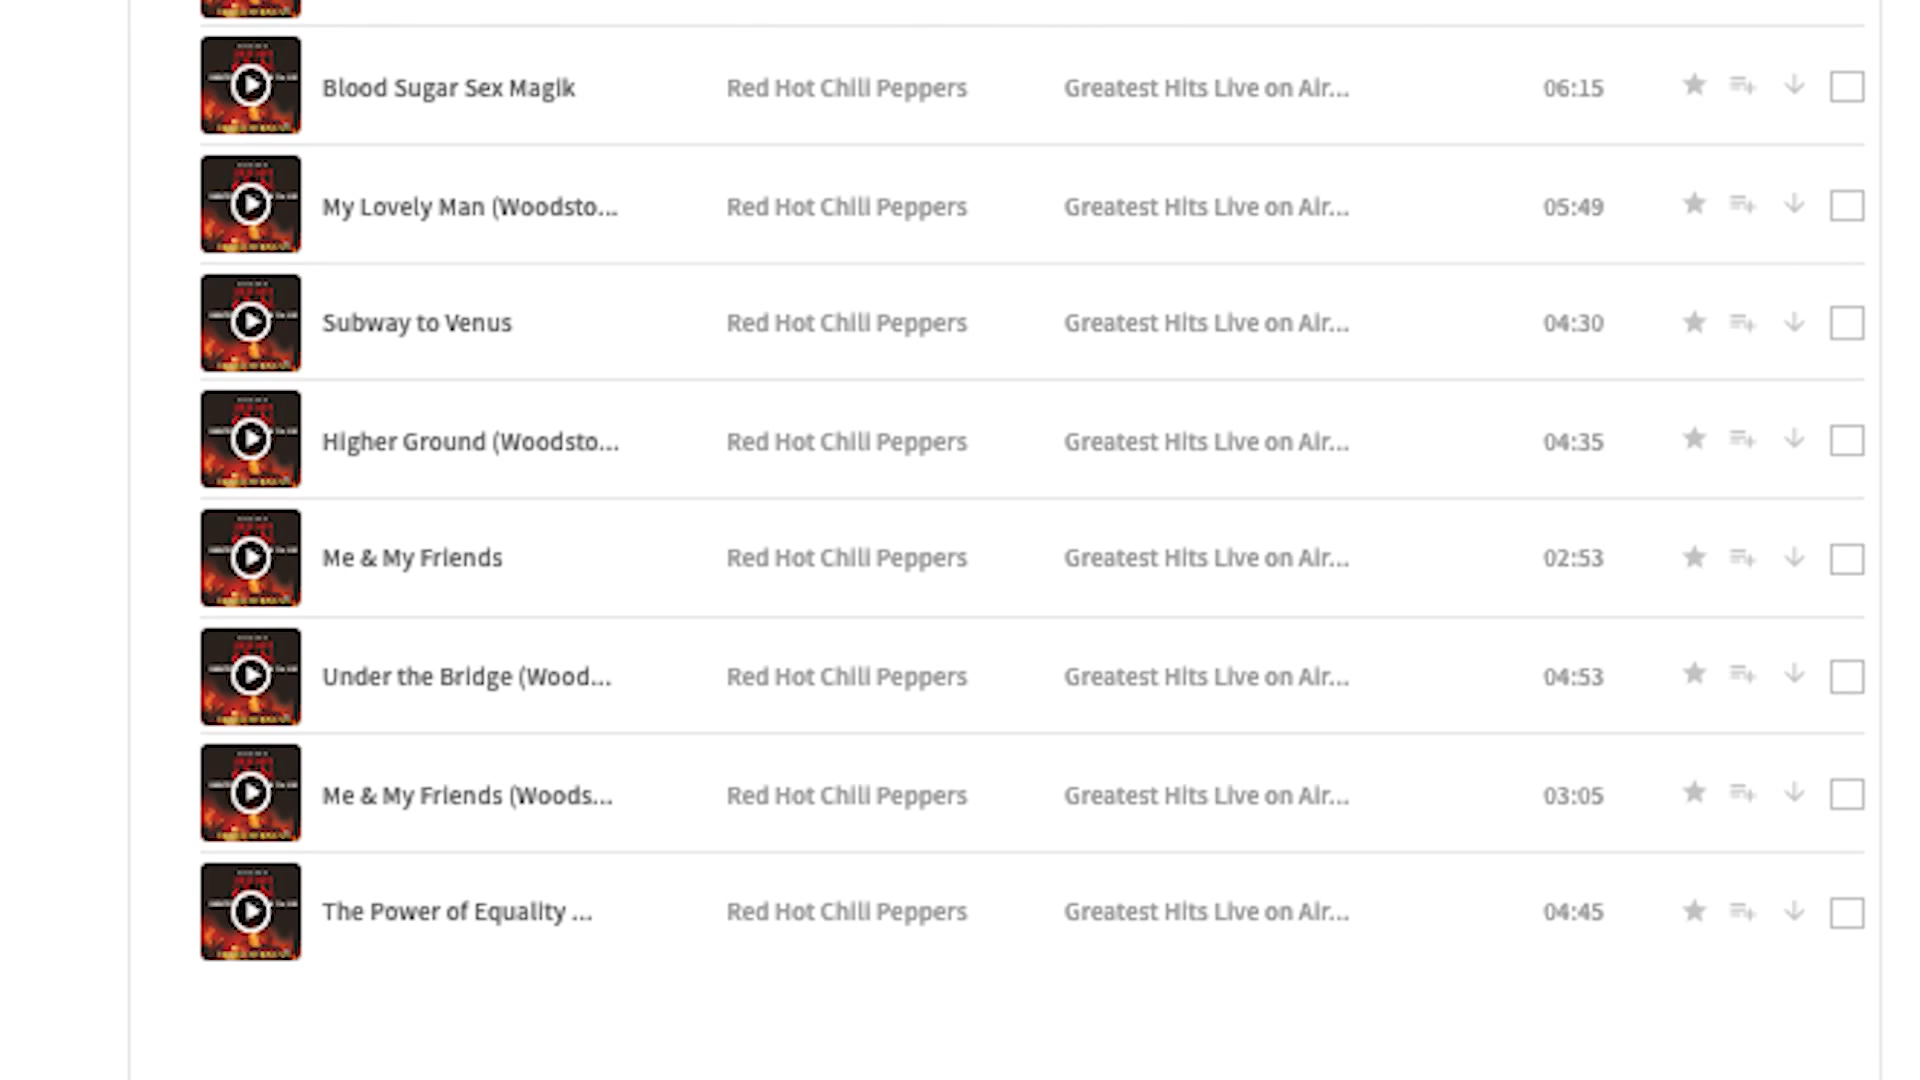 Blood Sugar Sex Magik Red Hot Chili Peppers Greatest Hits Live on Air... 06:15
My Lovely Man (Woodsto... Red Hot Chili Peppers Greatest Hits Live on Air... 05:49
Subway to Venus Red Hot Chili Peppers Greatest Hits Live on Air... 04:30
Higher Ground (Woodsto... Red Hot Chili Peppers Greatest Hits Live on Air... 04:35
Me & My Friends Red Hot Chili Peppers Greatest Hits Live on Air... 02:53
Under the Bridge (Wood... Red Hot Chili Peppers Greatest Hits Live on Air... 04:53
Me & My Friends (Woods... Red Hot Chili Peppers Greatest Hits Live on Air... 03:05
The Power of Equality ... Red Hot Chili Peppers Greatest Hits Live on Air... 04:45